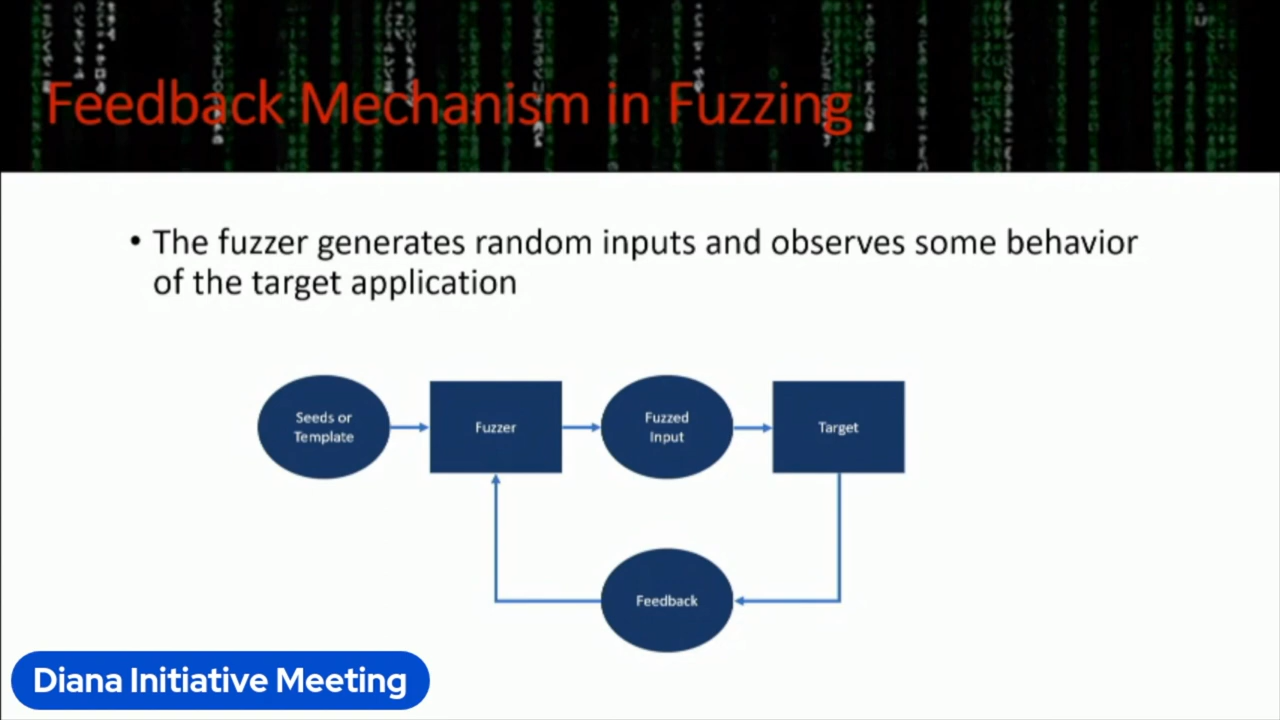 Feedback Mechanism in Fuzzing
• The fuzzer generates random inputs and observes some behavior
of the target application
Seeds or
Template
Fuzzer
Fuzzed
Input
Target
Feedback
Diana Initiative Meeting